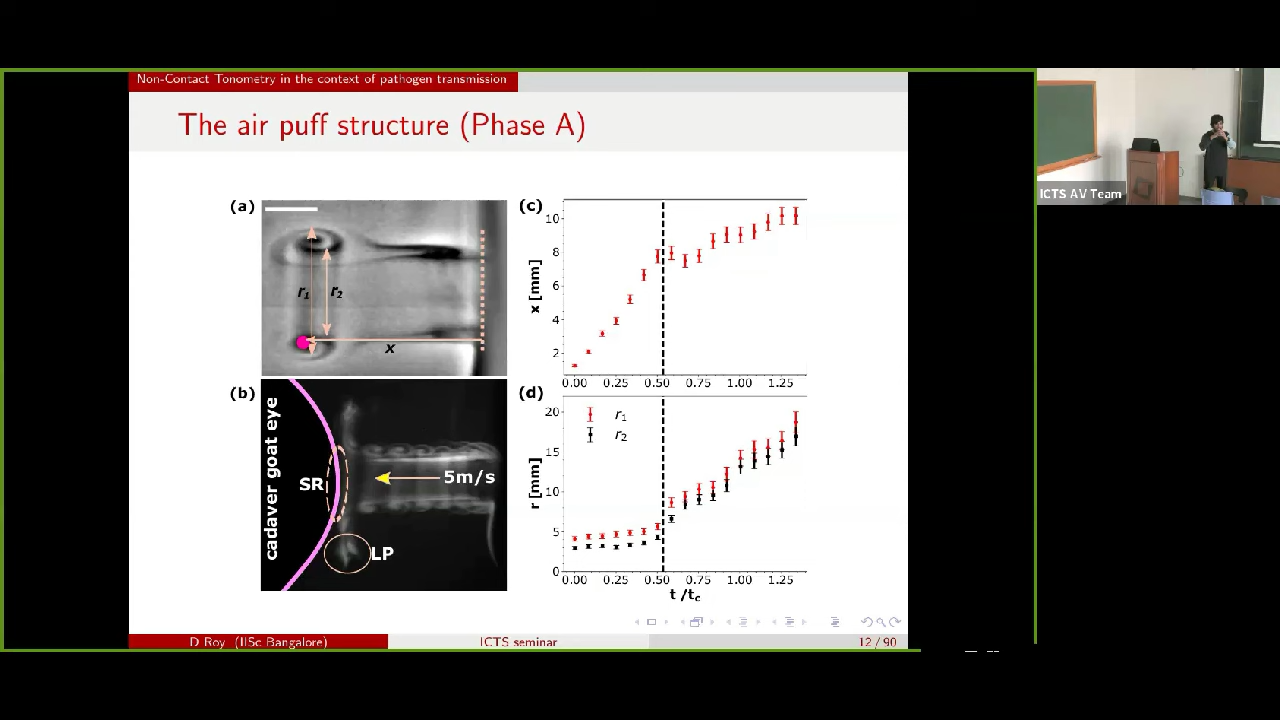 Non-Contact Tonometry in the context of pathogen transmission
The air puff structure (Phase A)
(a)
r1
r2
x
(b)
cadaver goat eye
SR
5m/s
LP
(c)
x [mm]
10
8
6
4
2
0.00 0.25 0.50 0.75 1.00 1.25
(d)
r1
r2
r [mm]
20
15
10
5
0
0.00 0.25 0.50 0.75 1.00 1.25
t /tc
D Roy (IISc Bangalore)
ICTS seminar
12 / 90
ICTS AV Team